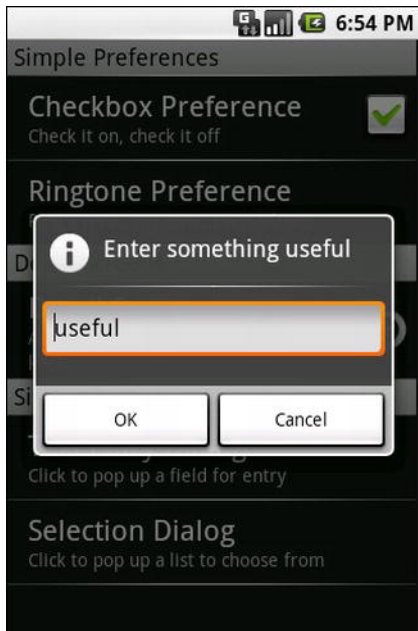 6:54 PM
Simple Preferences
Checkbox Preference
Check it on, check it off
Ringtone Preference
Enter something useful
useful
OK
Cancel
Click to pop up a field for entry
Selection Dialog
Click to pop up a list to choose from